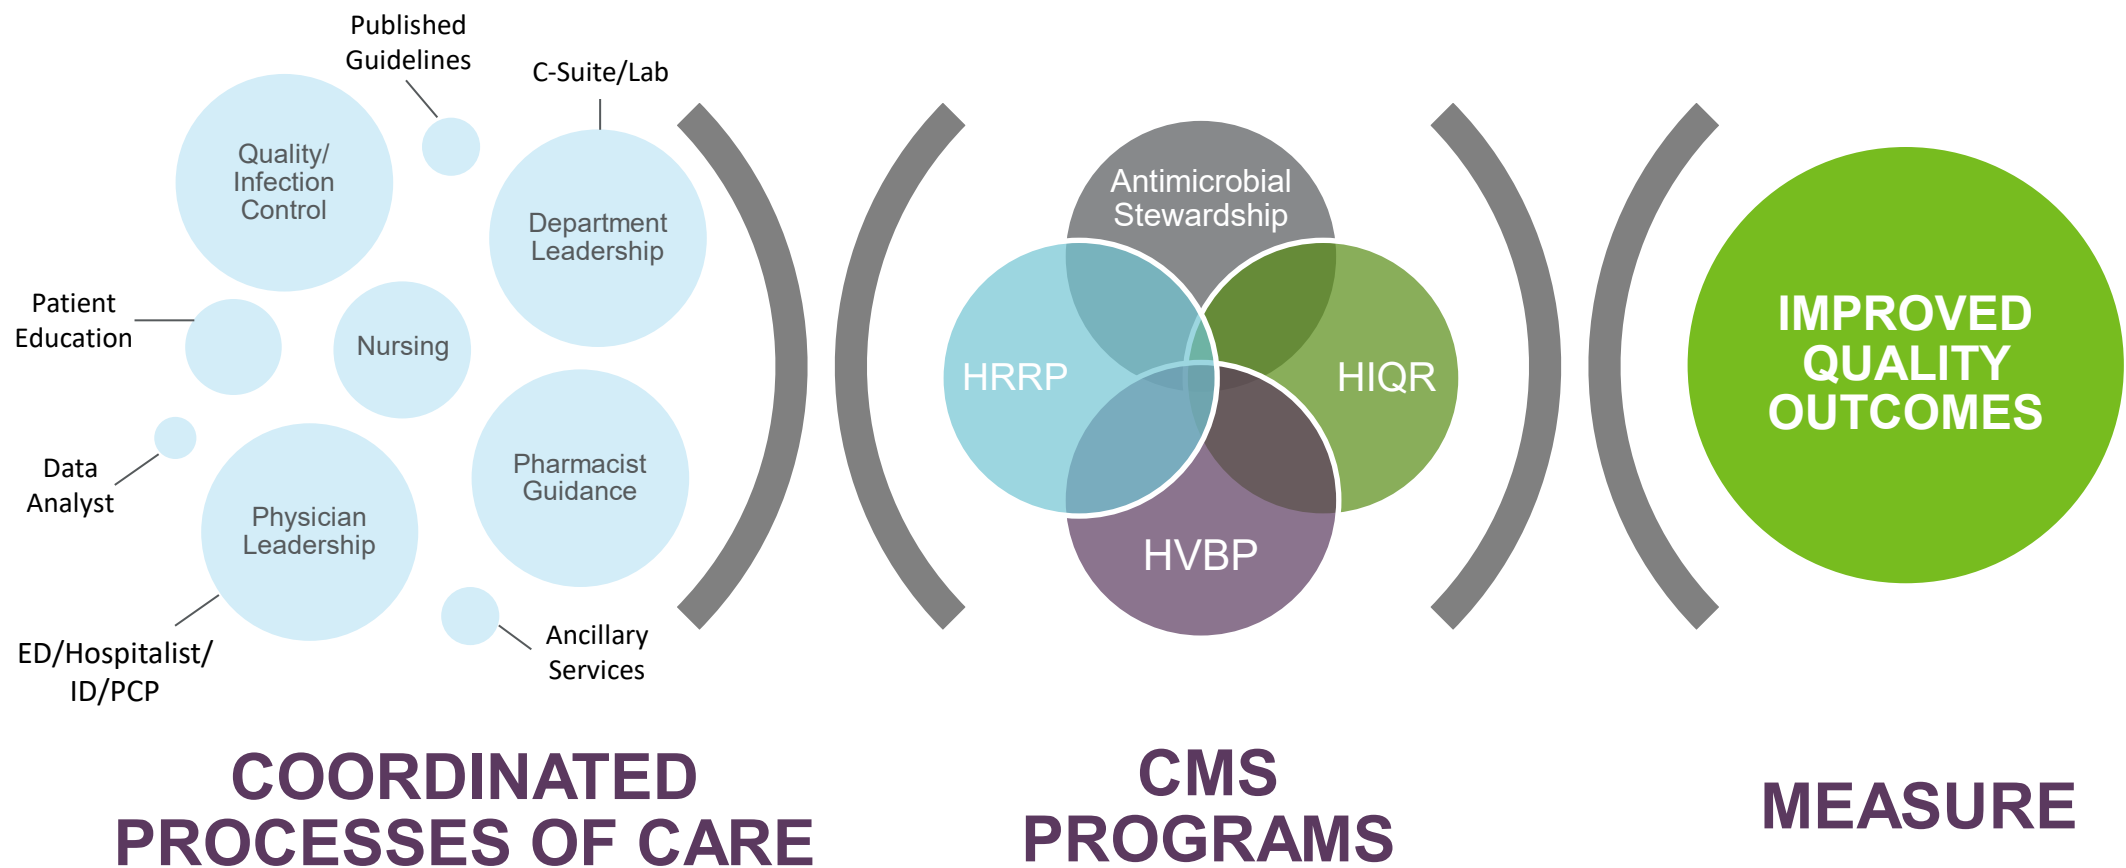 Published
Guidelines
C-Suite/Lab
Quality/
Infection
Control
Department
Leadership
Patient
Education
Nursing
Data
Analyst
Pharmacist
Guidance
Physician
Leadership
ED/Hospitalist/
ID/PCP
Ancillary
Services
COORDINATED
PROCESSES OF CARE
Antimicrobial
Stewardship
HRRP
HIQR
HVBP
CMS
PROGRAMS
IMPROVED
QUALITY
OUTCOMES
MEASURE